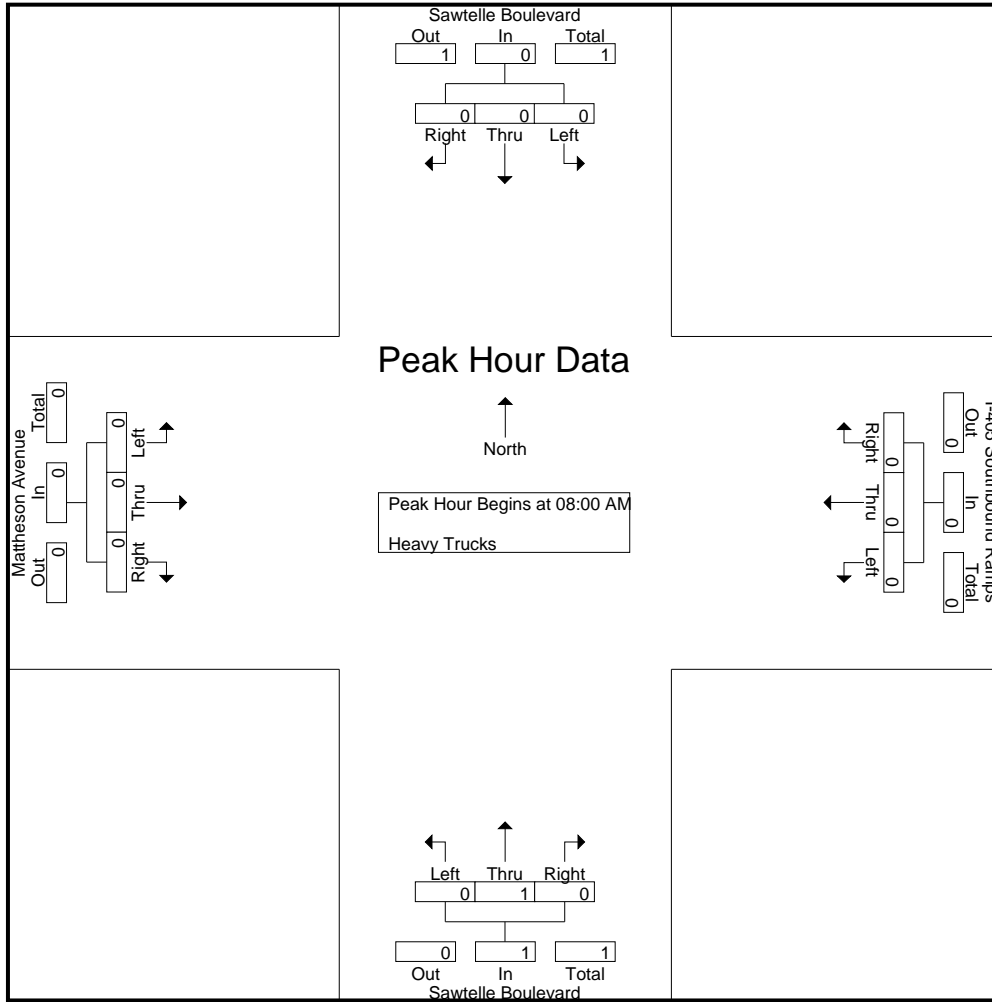 Sawtelle Boulevard
Out In Total
1 0 1
0 0 0
Right Thru Left
Peak Hour Data
North
Peak Hour Begins at 08:00 AM
Heavy Trucks
Mattheson Avenue
Out In Total
0 0 0
0 0 0
Left Thru Right
I-405 Southbound Ramps
Out In Total
0 0 0
0 0 0
Right Thru Left
Left Thru Right
0 1 0
0 1 1
Out In Total
Sawtelle Boulevard